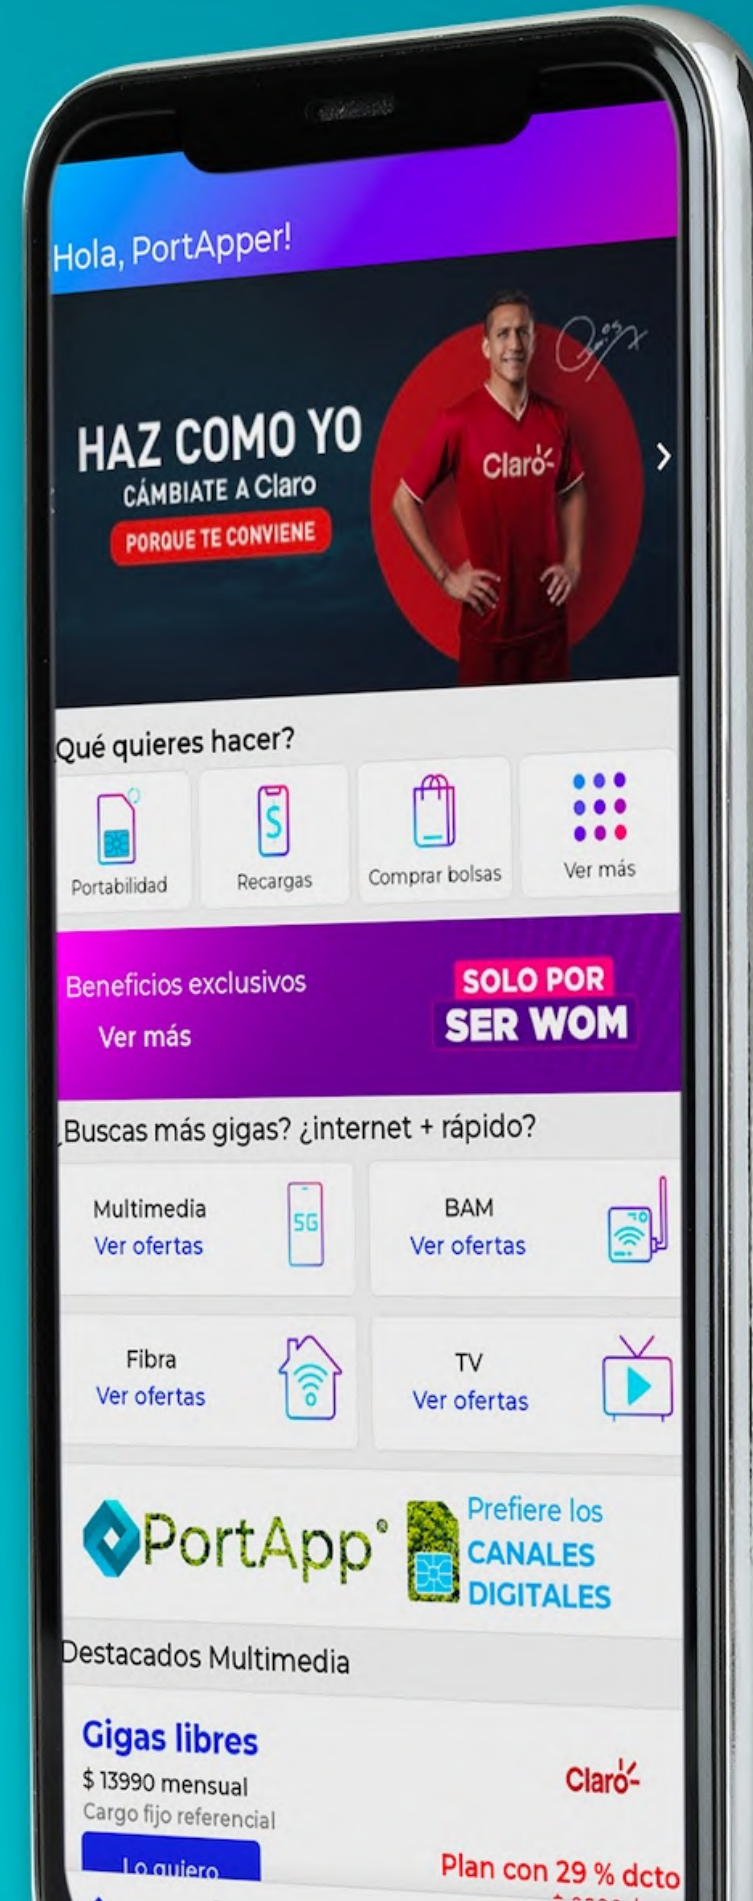 Hola, PortApper!
HAZ COMO YO
CÁMBIATE A Claro
PORQUE TE CONVIENE
Claro
Qué quieres hacer?
Portabilidad
Recargas
Comprar bolsas
Ver más
Beneficios exclusivos
Ver más
SOLO POR
SER WOM
¿Buscas más gigas? ¿internet + rápido?
Multimedia
Ver ofertas
5G
BAM
Ver ofertas
Fibra
Ver ofertas
TV
Ver ofertas
PortApp®
Prefiere los
CANALES
DIGITALES
Destacados Multimedia
Gigas libres
$ 13990 mensual
Cargo fijo referencial
Lo quiero
Claro
Plan con 29 % dcto